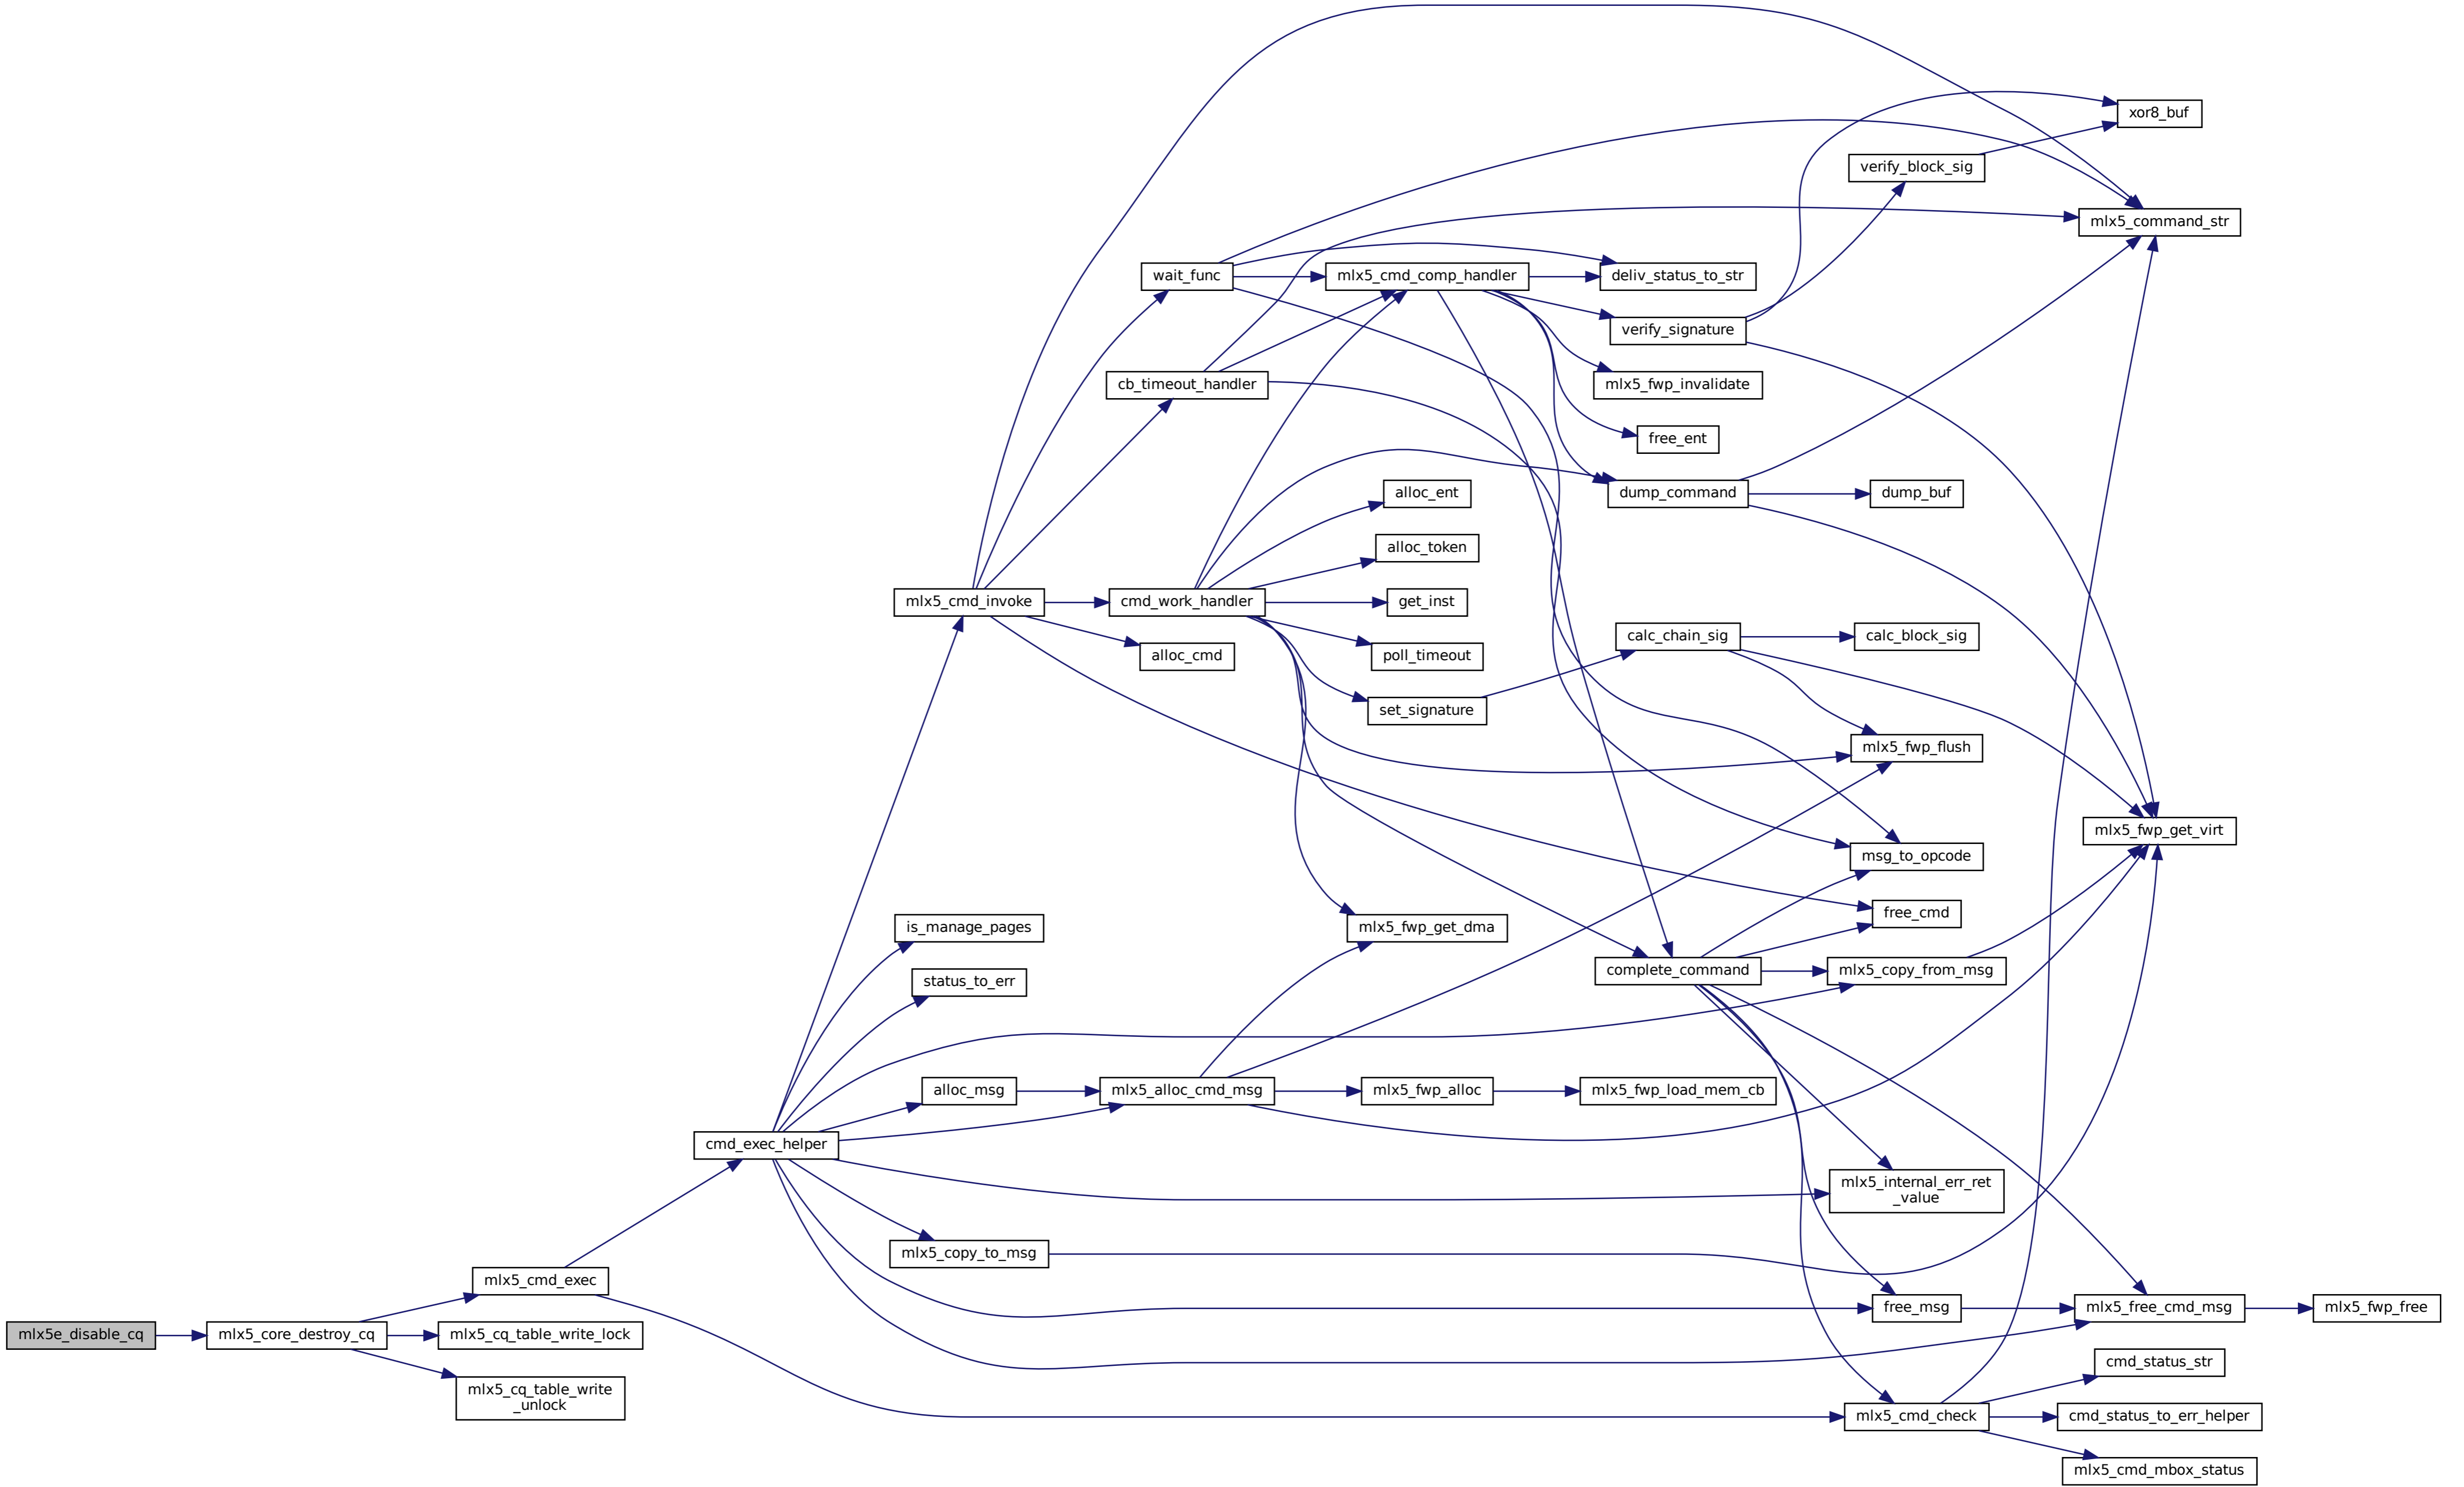 xor8_buf
verify_block_sig
mlx5_command_str
wait_func
mlx5_cmd_comp_handler
deliv_status_to_str
verify_signature
cb_timeout_handler
mlx5_fwp_invalidate
free_ent
alloc_ent
dump_command
dump_buf
alloc_token
mlx5_cmd_invoke
cmd_work_handler
get_inst
alloc_cmd
poll_timeout
calc_chain_sig
calc_block_sig
set_signature
mlx5_fwp_flush
mlx5_fwp_get_virt
msg_to_opcode
is_manage_pages
mlx5_fwp_get_dma
free_cmd
status_to_err
complete_command
mlx5_copy_from_msg
alloc_msg
mlx5_alloc_cmd_msg
mlx5_fwp_alloc
mlx5_fwp_load_mem_cb
cmd_exec_helper
mlx5_internal_err_ret
_value
mlx5_copy_to_msg
mlx5_cmd_exec
free_msg
mlx5_free_cmd_msg
mlx5_fwp_free
mlx5e_disable_cq
mlx5_core_destroy_cq
mlx5_cq_table_write_lock
cmd_status_str
mlx5_cq_table_write
_unlock
mlx5_cmd_check
cmd_status_to_err_helper
mlx5_cmd_mbox_status